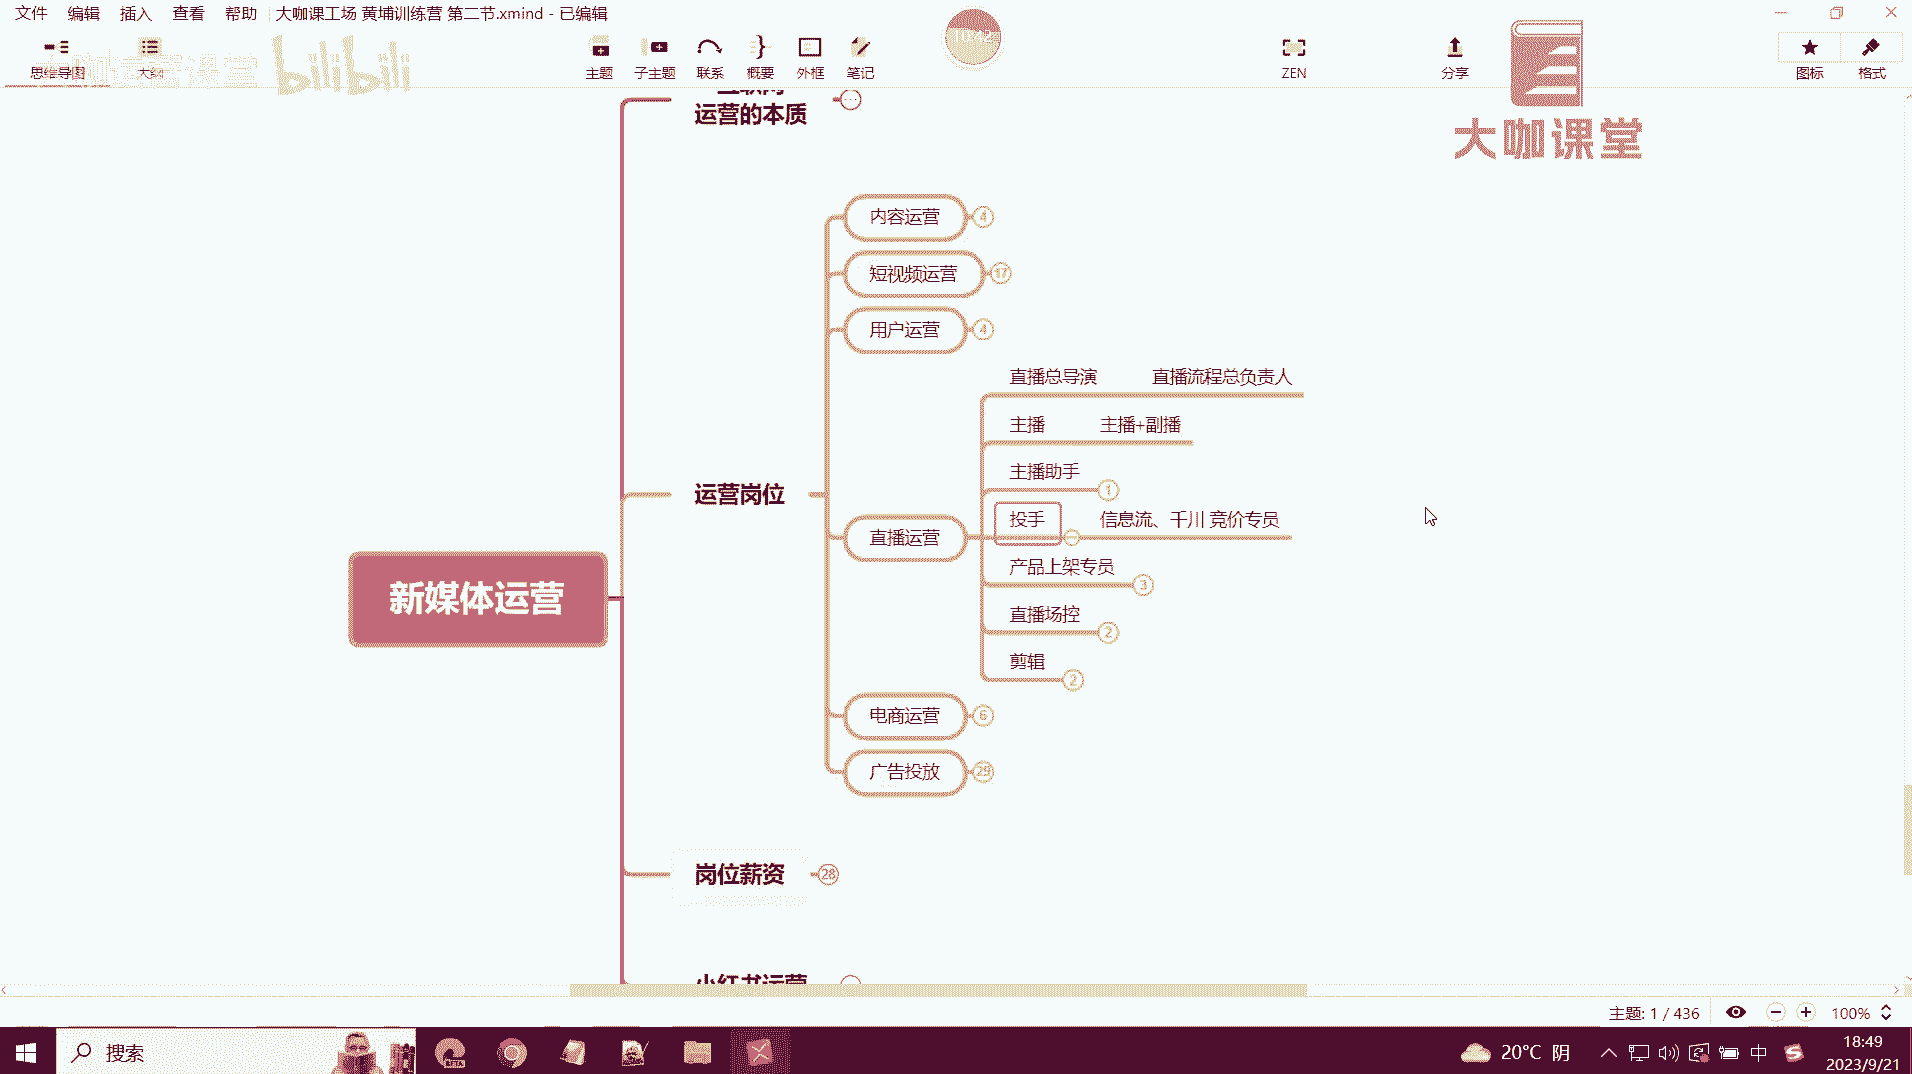 文件 编辑 插入 查看 帮助 大咖课工场 黄埔训练营 第二节.xmind - 已编辑
思维导图 大纲 主题 子主题 联系 概要 外框 笔记 ZEN 分享 图标 格式
bilibili
大咖课堂
运营的本质
内容运营 4
短视频运营 17
用户运营 4
直播总导演 直播流程总负责人
主播 主播+副播
主播助手 1
运营岗位
投手 信息流、千川 竞价专员
直播运营
产品上架专员 3
新媒体运营
直播场控 2
剪辑 2
电商运营 6
广告投放 29
岗位薪资 28
小红书运营
主题: 1 / 436 100%
搜索
BETA
20°C 阴
中
18:49
2023/9/21